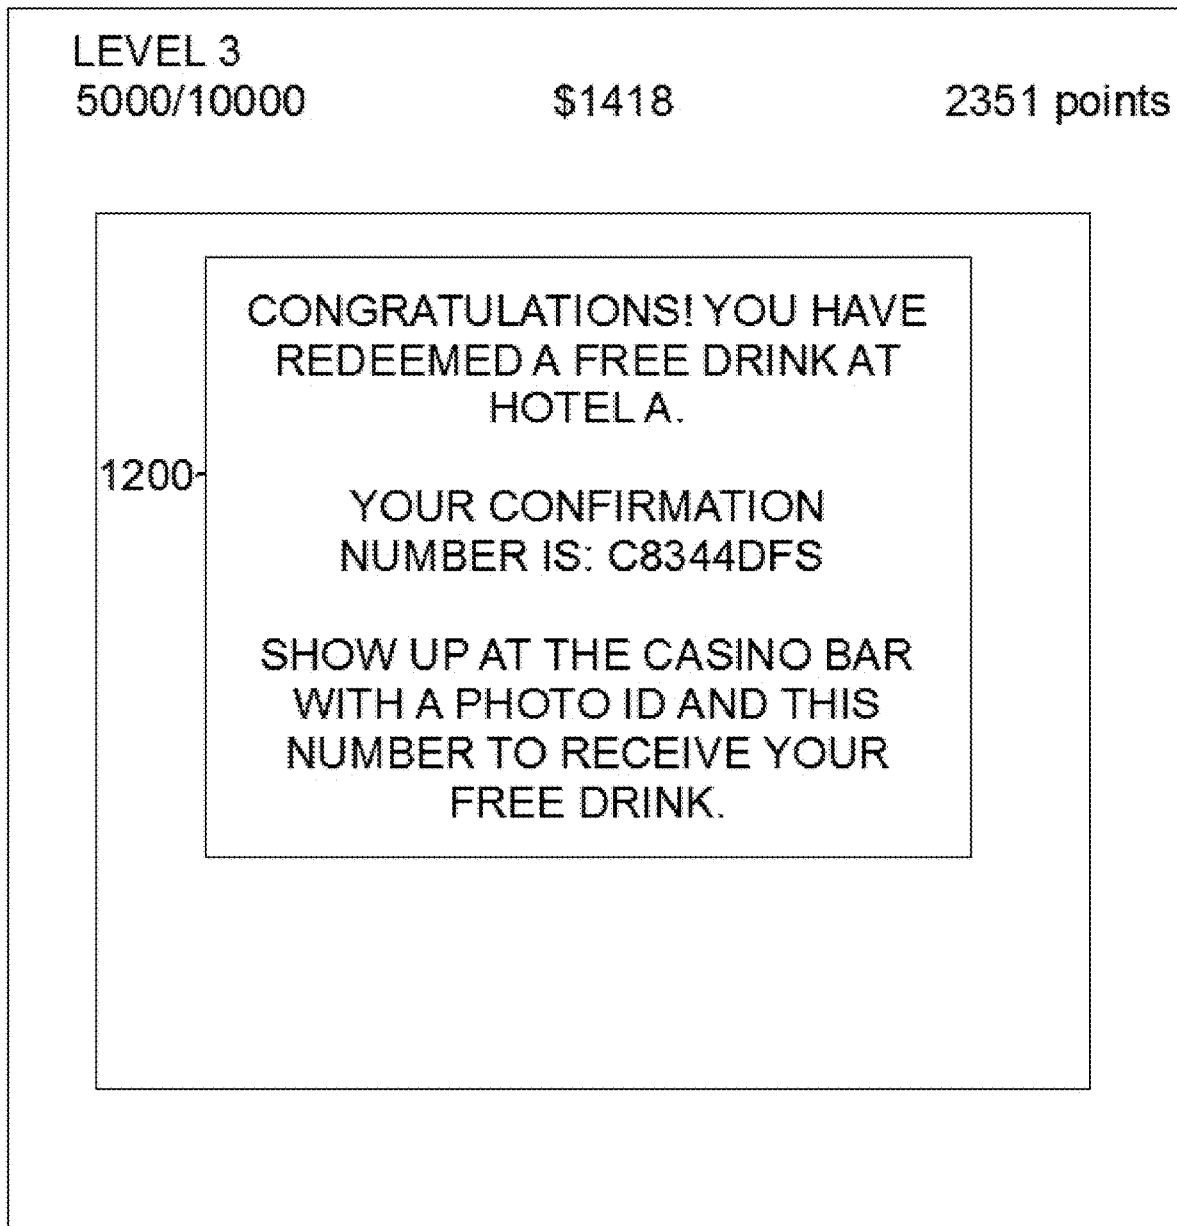 LEVEL 3
5000/10000 $1418 2351 points
CONGRATULATIONS! YOU HAVE
REDEEMED A FREE DRINK AT
HOTEL A.
1200
YOUR CONFIRMATION
NUMBER IS: C8344DFS
SHOW UP AT THE CASINO BAR
WITH A PHOTO ID AND THIS
NUMBER TO RECEIVE YOUR
FREE DRINK.